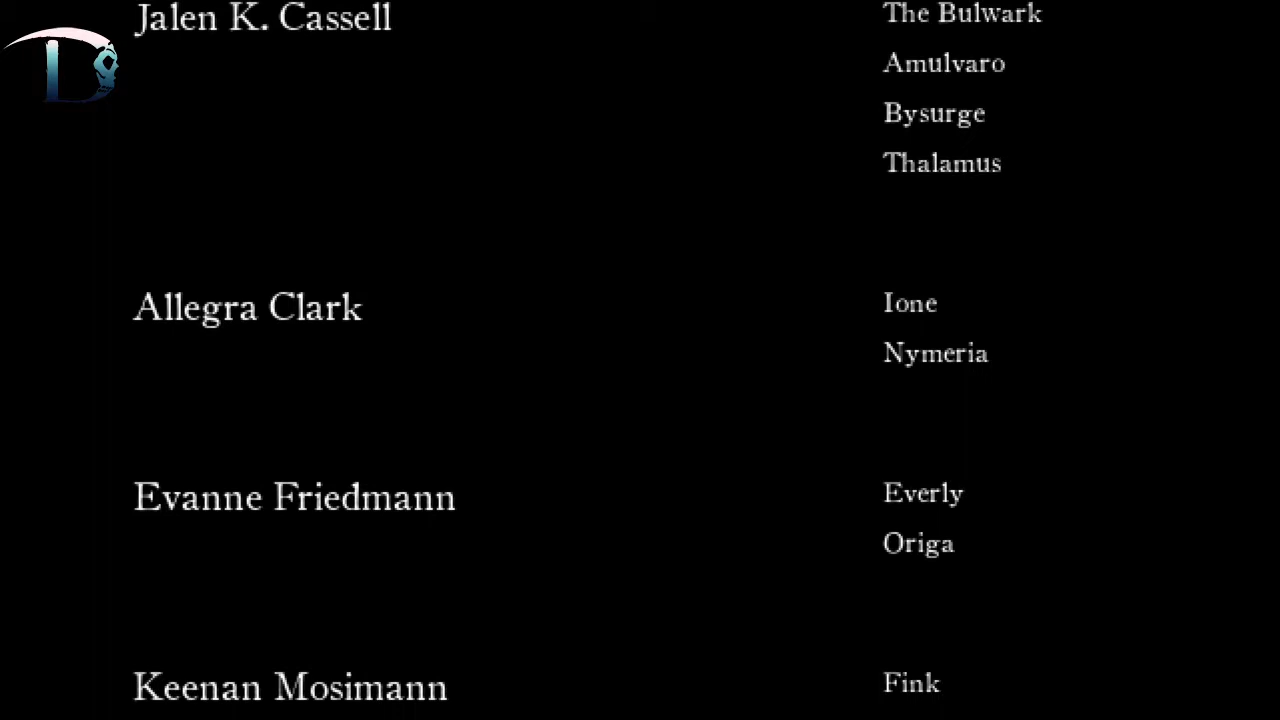 Jalen K. Cassell The Bulwark
Amulvaro
Bysurge
Thalamus
Allegra Clark Ione
Nymeria
Evanne Friedmann Everly
Origa
Keenan Mosimann Fink